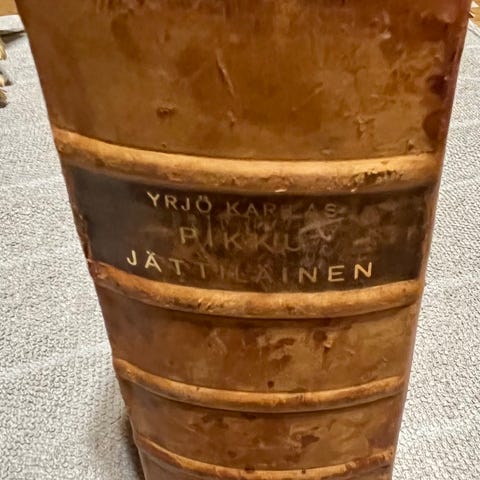 YRJÖ KARILAS
PIKKU
JÄTTILÄINEN